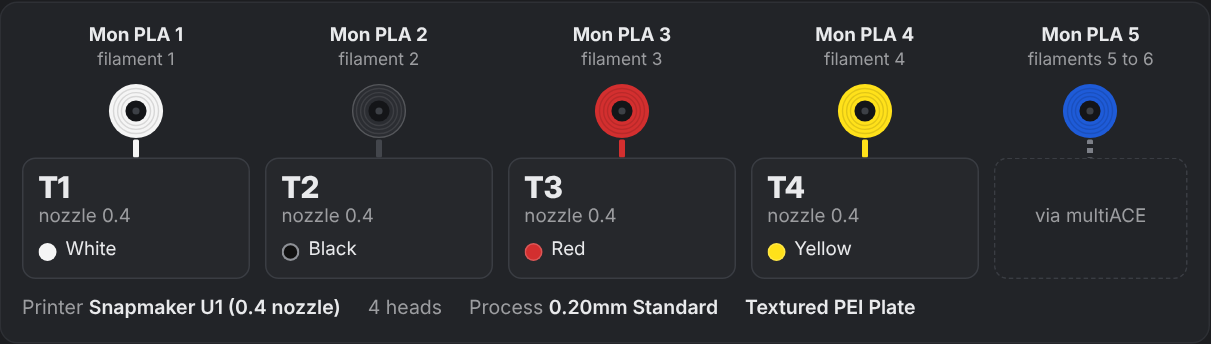 Mon PLA 1
filament 1
Mon PLA 2
filament 2
Mon PLA 3
filament 3
Mon PLA 4
filament 4
Mon PLA 5
filaments 5 to 6
T1
nozzle 0.4
White
T2
nozzle 0.4
Black
T3
nozzle 0.4
Red
T4
nozzle 0.4
Yellow
via multiACE
Printer Snapmaker U1 (0.4 nozzle) 4 heads Process 0.20mm Standard Textured PEI Plate